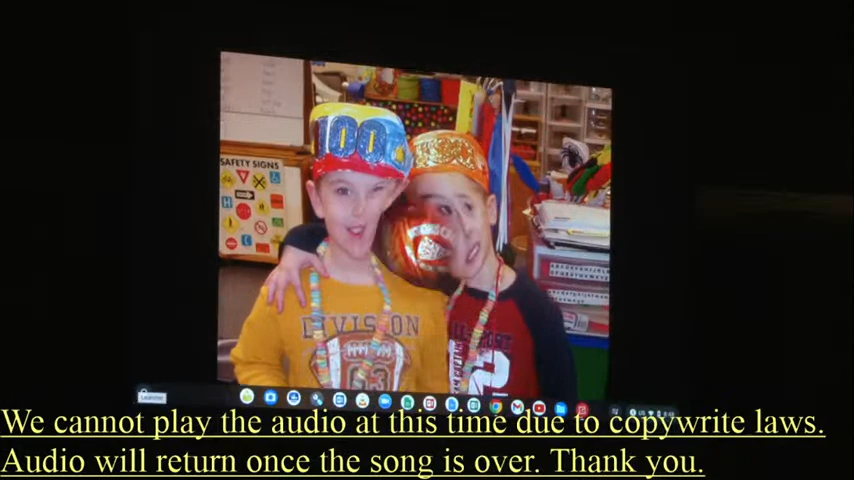 100
SAFETY SIGNS
DIVISION
2
We cannot play the audio at this time due to copywrite laws.
Audio will return once the song is over. Thank you.